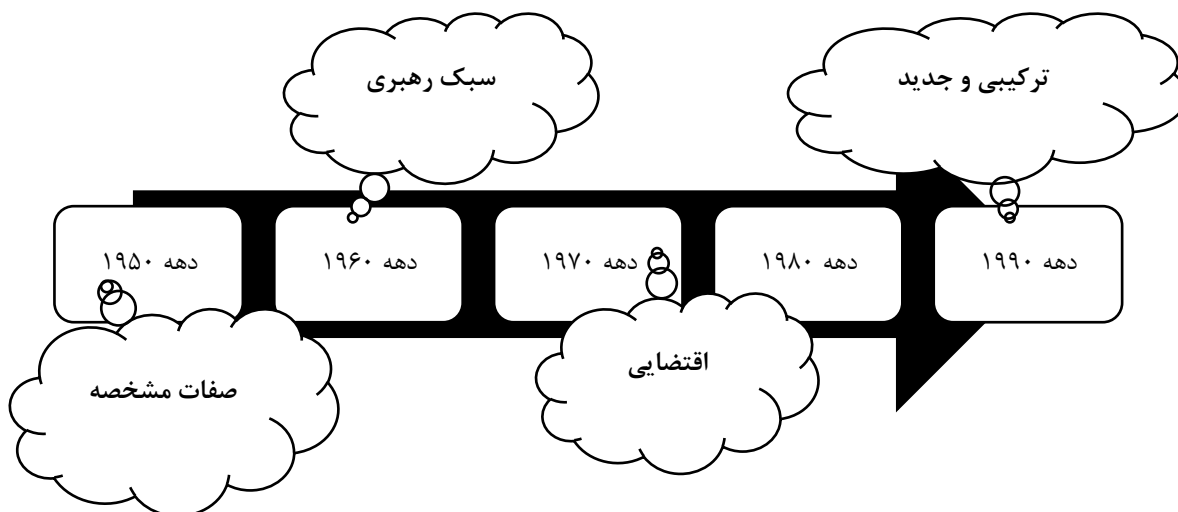 سبک رهبری
ترکیبی و جدید
دهه ۱۹۵۰
دهه ۱۹۶۰
دهه ۱۹۷۰
دهه ۱۹۸۰
دهه ۱۹۹۰
صفات مشخصه
اقتضایی